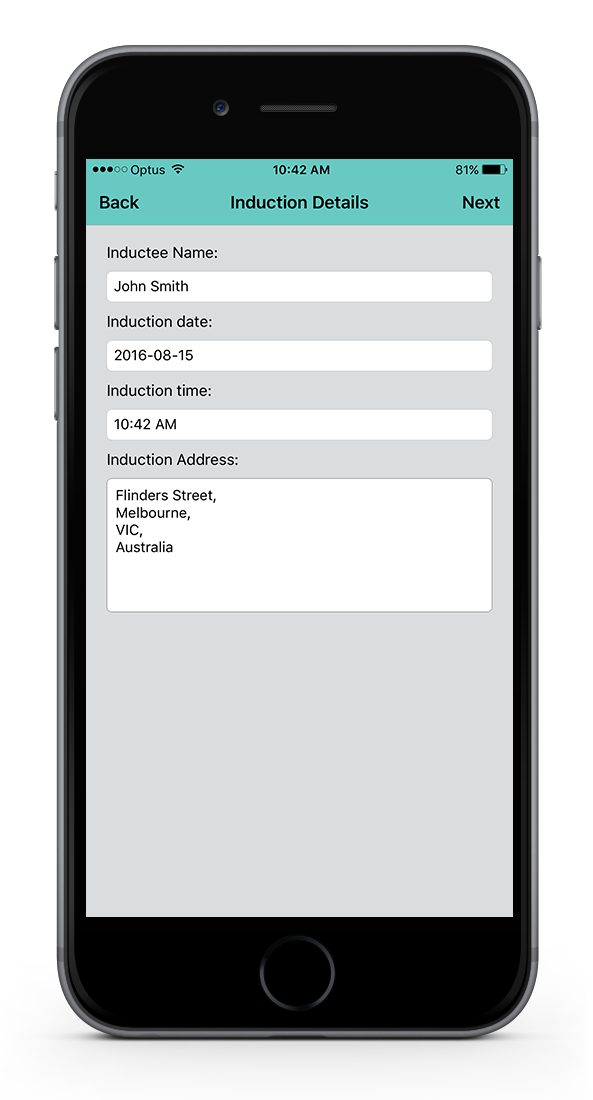 Optus 10:42 AM 81%
Back Induction Details Next
Inductee Name:
John Smith
Induction date:
2016-08-15
Induction time:
10:42 AM
Induction Address:
Flinders Street,
Melbourne,
VIC,
Australia